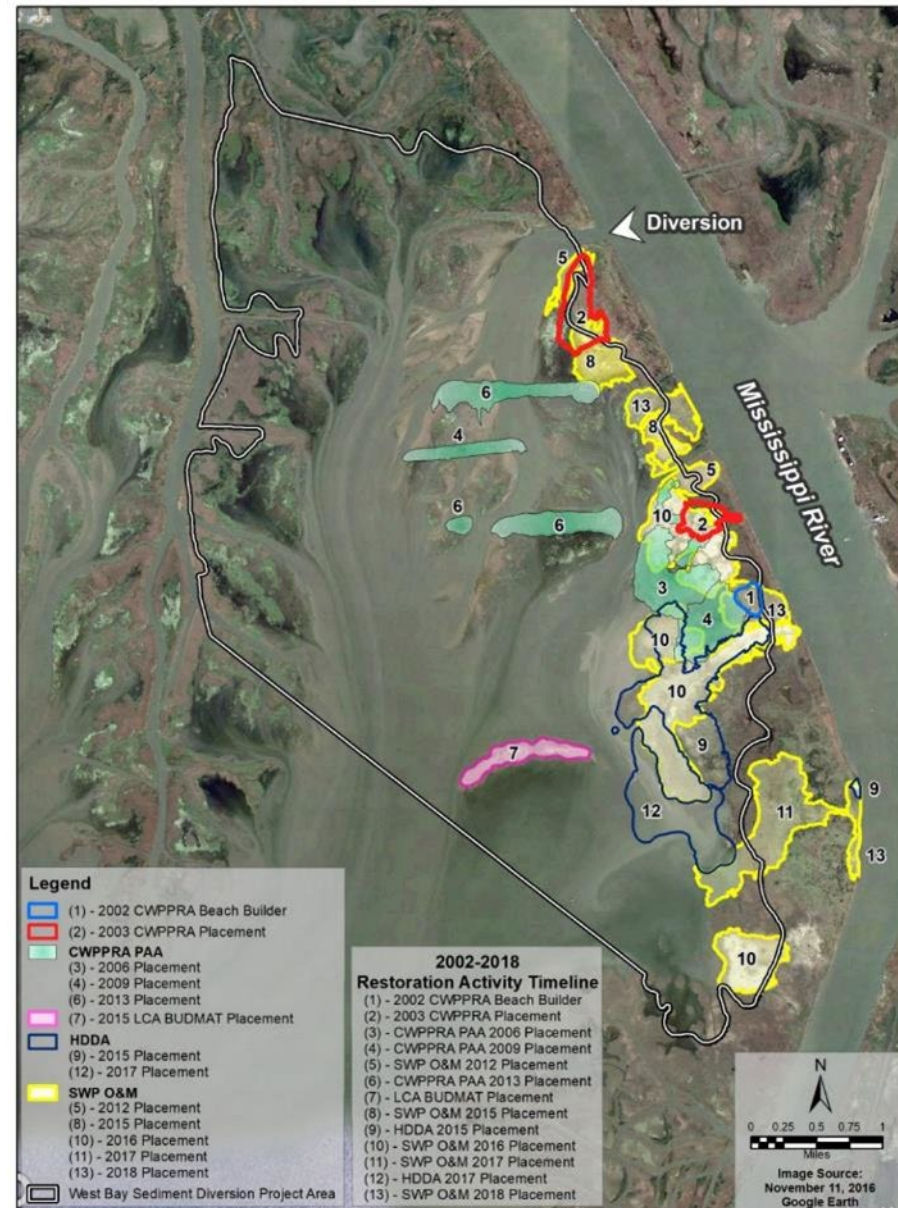 Diversion
5
2
8
6
13
4
8
5
6
6
10
2
3
1
4
13
10
10
7
9
12
11
9
13
10
Mississippi River
Legend
(1) - 2002 CWPPRA Beach Builder
(2) - 2003 CWPPRA Placement
CWPPRA PAA
(3) - 2006 Placement
(4) - 2009 Placement
(6) - 2013 Placement
(7) - 2015 LCA BUDMAT Placement
HDDA
(9) - 2015 Placement
(12) - 2017 Placement
SWP O&M
(5) - 2012 Placement
(8) - 2015 Placement
(10) - 2016 Placement
(11) - 2017 Placement
(13) - 2018 Placement
West Bay Sediment Diversion Project Area
2002-2018
Restoration Activity Timeline
(1) - 2002 CWPPRA Beach Builder
(2) - 2003 CWPPRA Placement
(3) - CWPPRA PAA 2006 Placement
(4) - CWPPRA PAA 2009 Placement
(5) - SWP O&M 2012 Placement
(6) - CWPPRA PAA 2013 Placement
(7) - LCA BUDMAT Placement
(8) - SWP O&M 2015 Placement
(9) - HDDA 2015 Placement
(10) - SWP O&M 2016 Placement
(11) - SWP O&M 2017 Placement
(12) - HDDA 2017 Placement
(13) - SWP O&M 2018 Placement
N
0 0.25 0.5 1
Miles
Image Source:
November 11, 2016
Google Earth